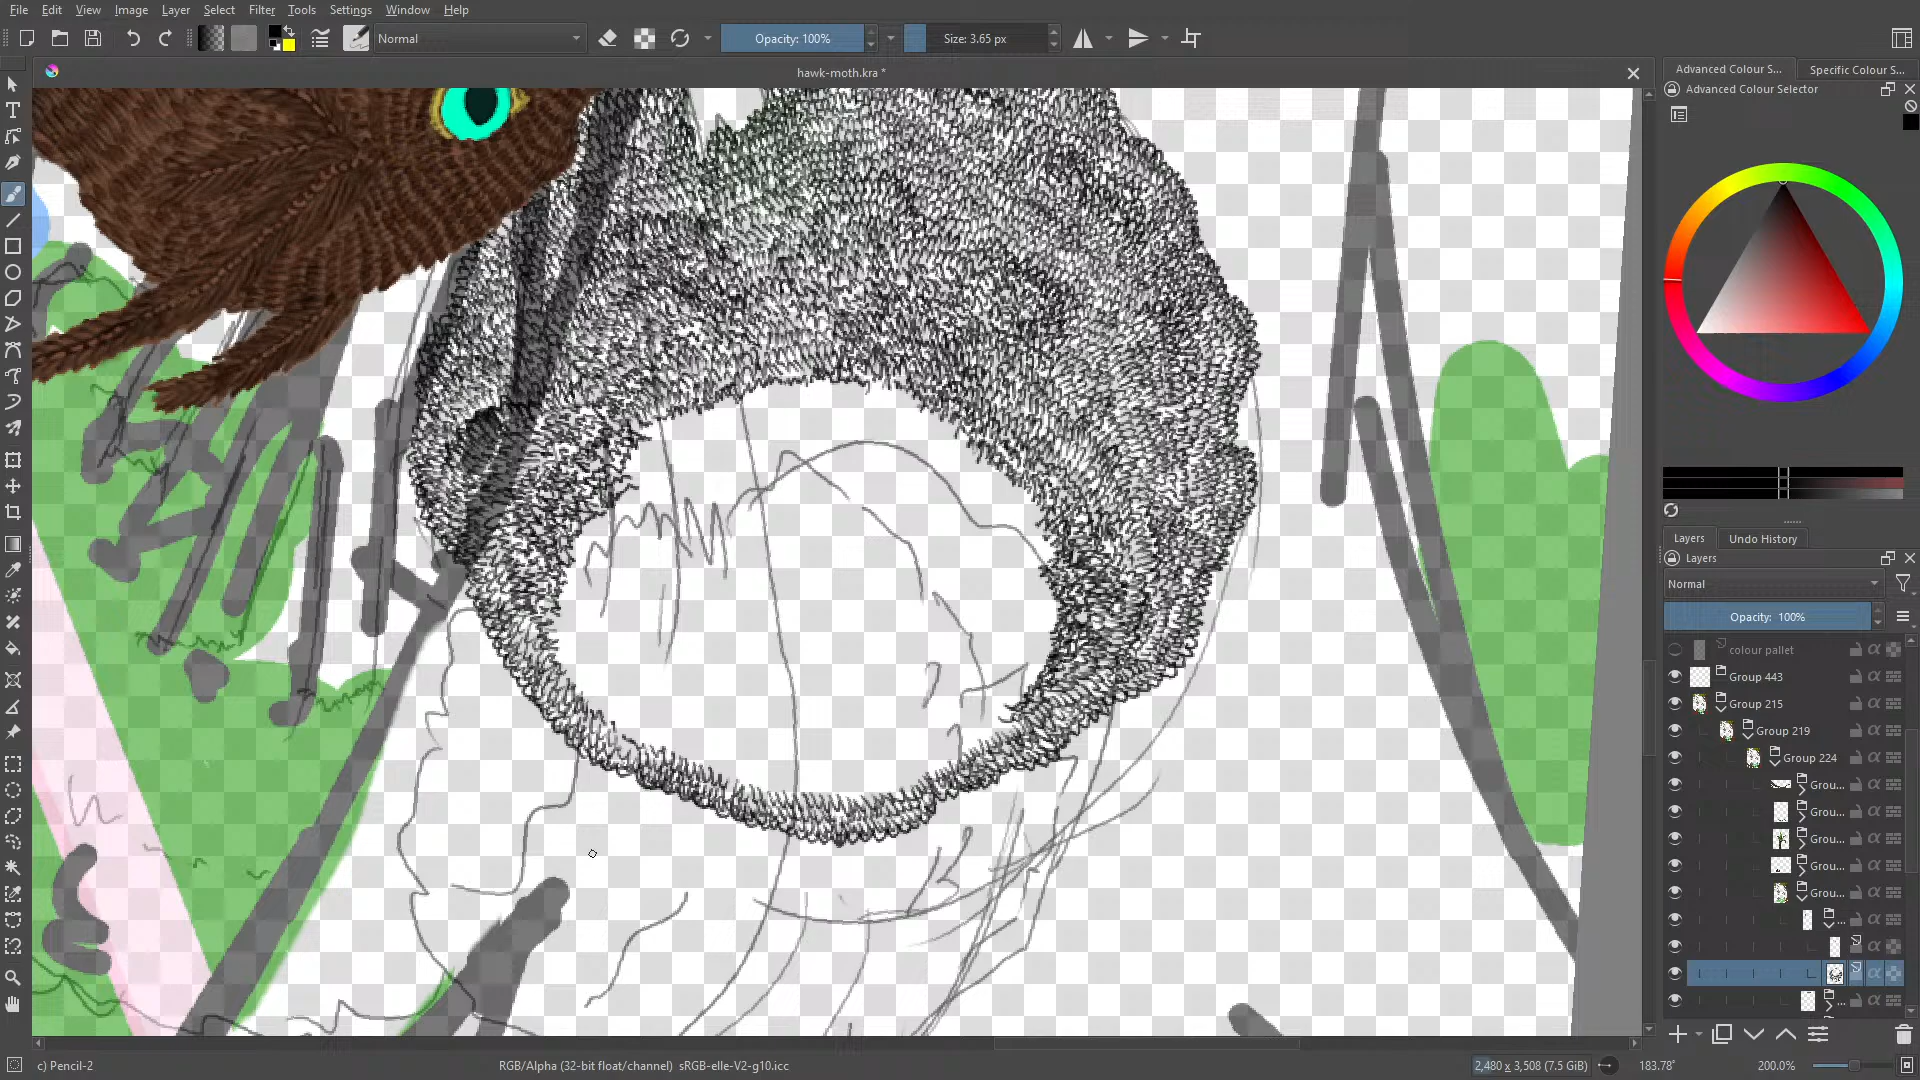 File Edit View Image Layer Select Filter Tools Settings Window Help
Normal
Opacity: 100%
Size: 3.65 px
hawk-moth.kra *
Advanced Colour S...
Specific Colour S...
Advanced Colour Selector
Layers
Undo History
Layers
Normal
Opacity: 100%
colour pallet
Group 443
Group 215
Group 219
Group 224
Grou...
Grou...
Grou...
Grou...
Grou...
...
...
c) Pencil-2
RGB/Alpha (32-bit float/channel) sRGB-elle-V2-g10.icc
2,480 x 3,508 (7.5 GiB)
183.78°
200.0%